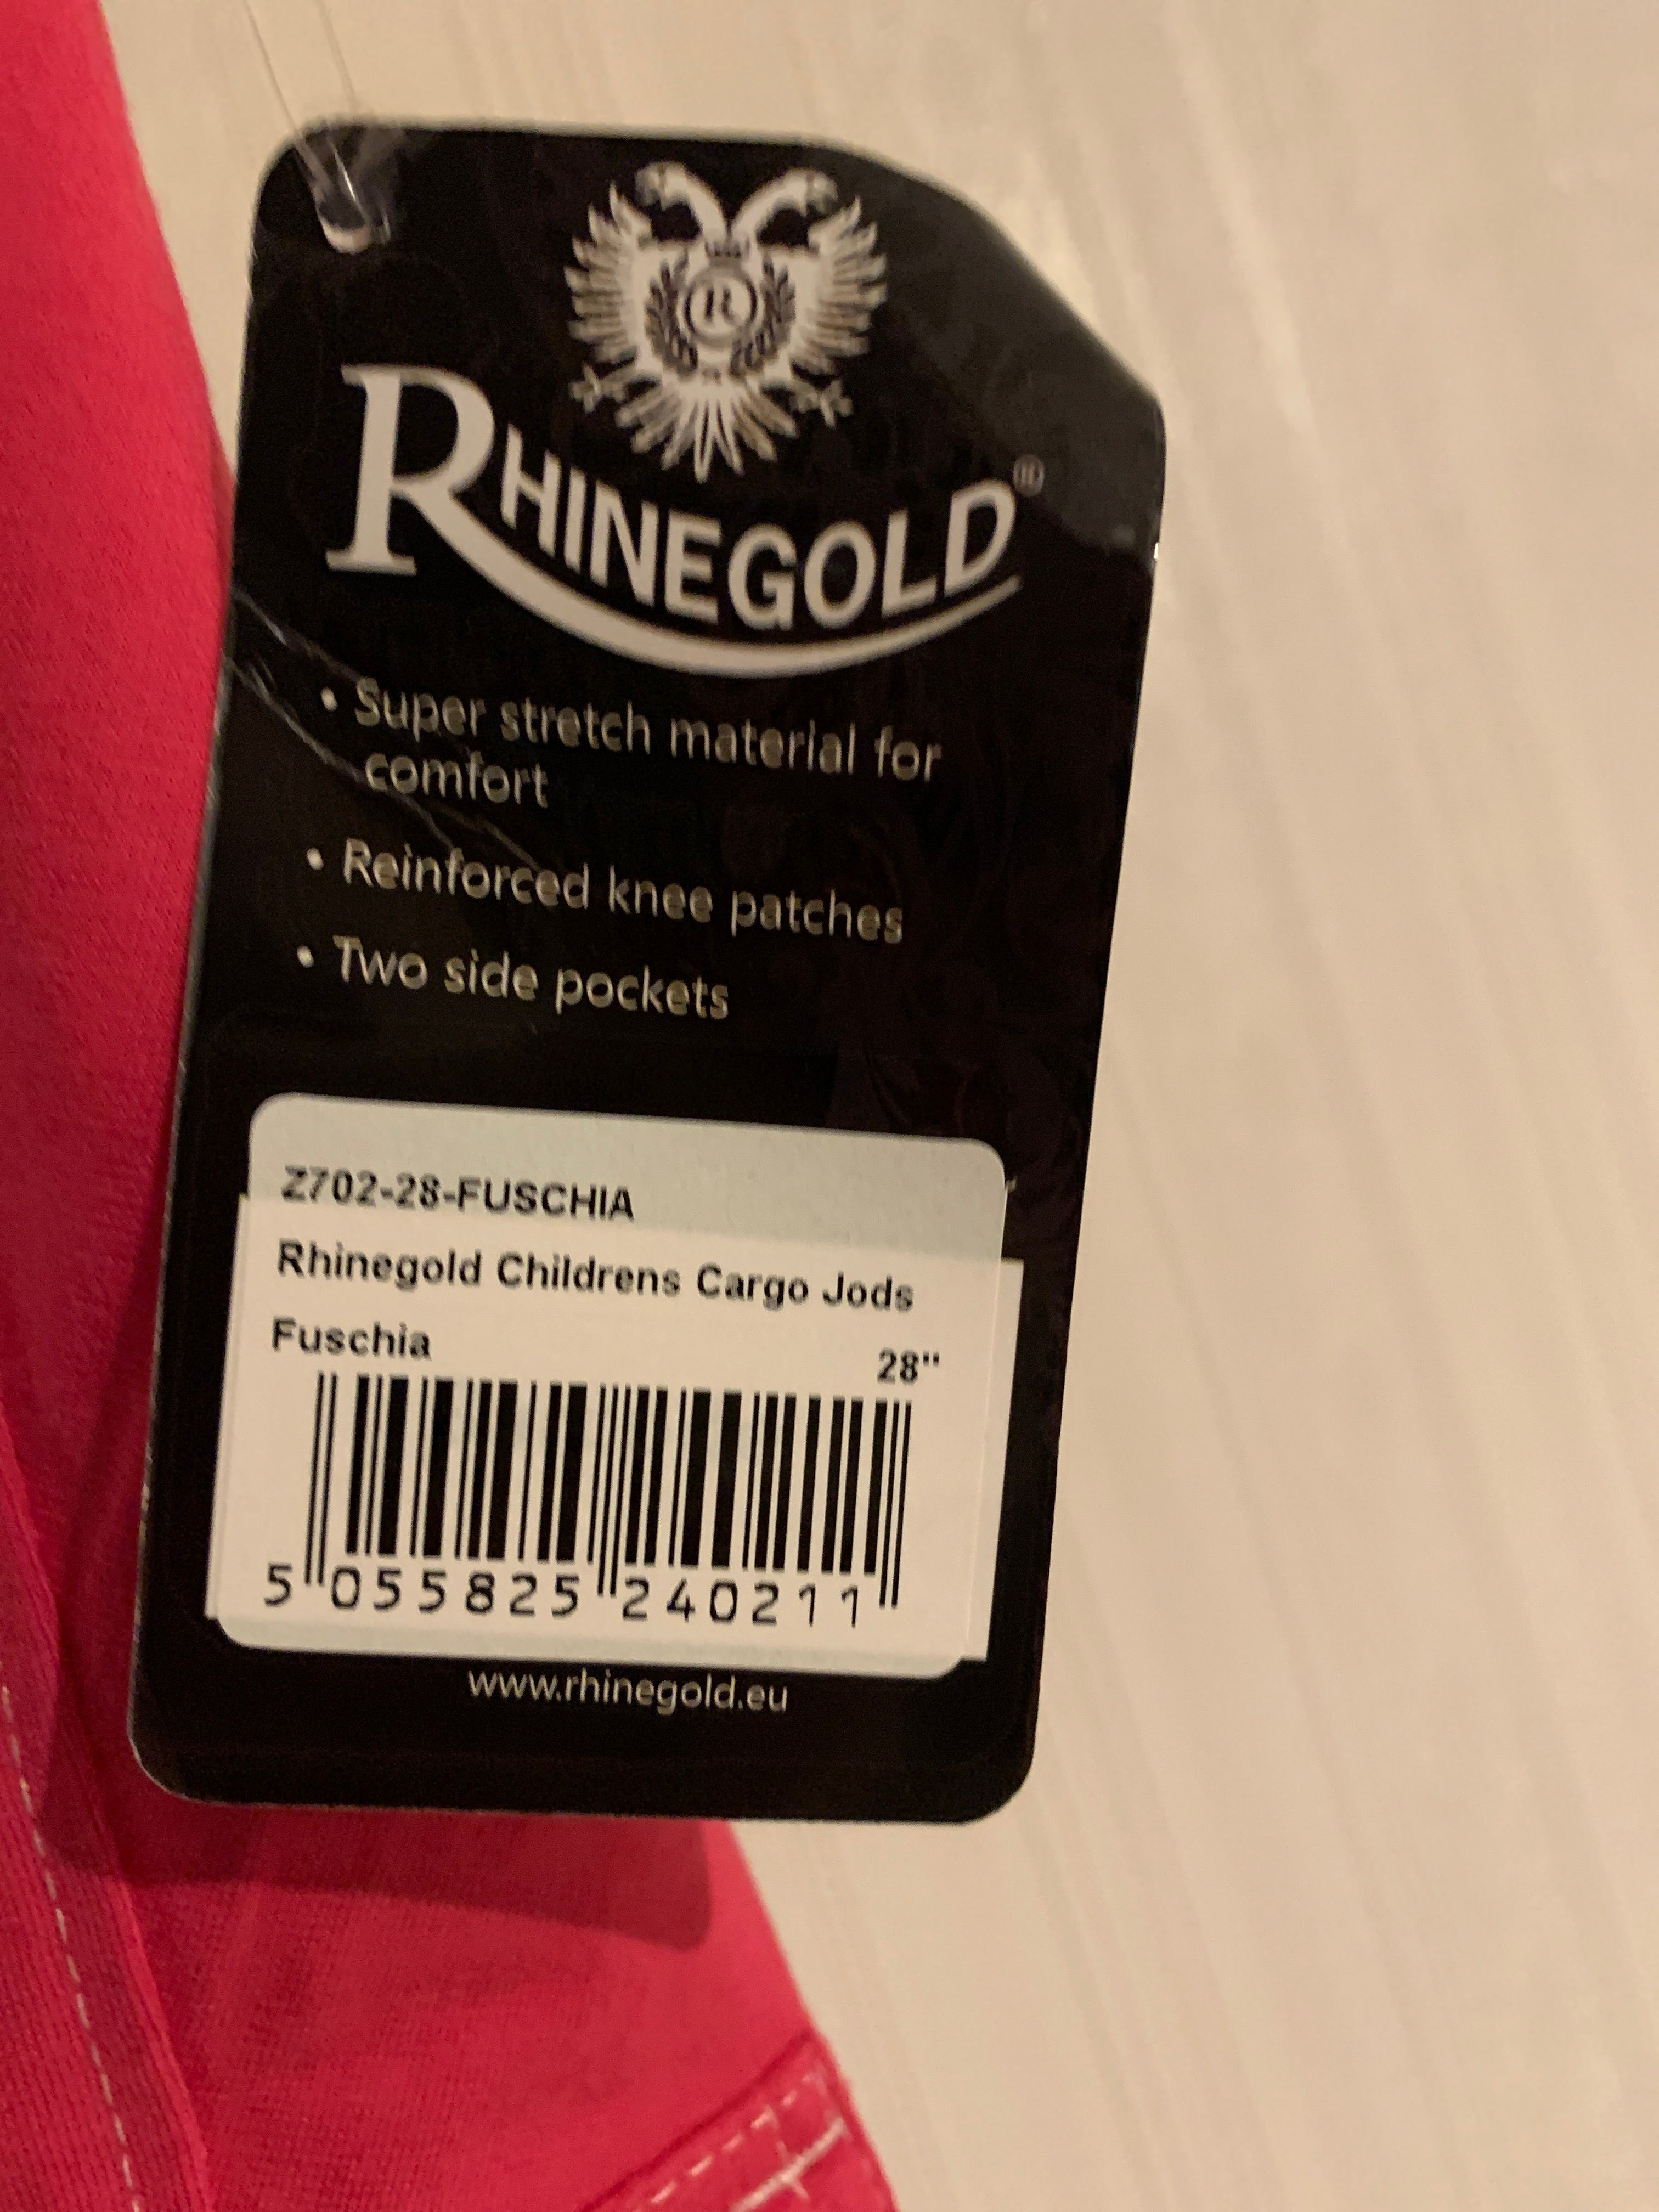 R
RHINEGOLD®
• Super stretch material for
comfort
• Reinforced knee patches
• Two side pockets
Z702-28-FUSCHIA
Rhinegold Childrens Cargo Jods
Fuschia 28"
5 055825 240211
www.rhinegold.eu